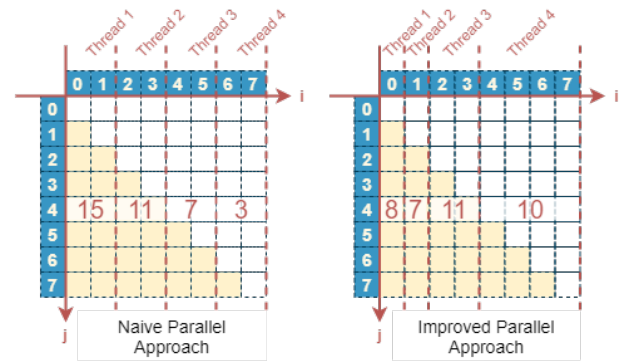 Thread 1
Thread 2
Thread 3
Thread 4
0 1 2 3 4 5 6 7
i
0
1
2
3
4
5
6
7
15 11 7 3
j
Naive Parallel
Approach
Thread 1
Thread 2
Thread 3
Thread 4
0 1 2 3 4 5 6 7
i
0
1
2
3
4
5
6
7
8 7 11 10
j
Improved Parallel
Approach